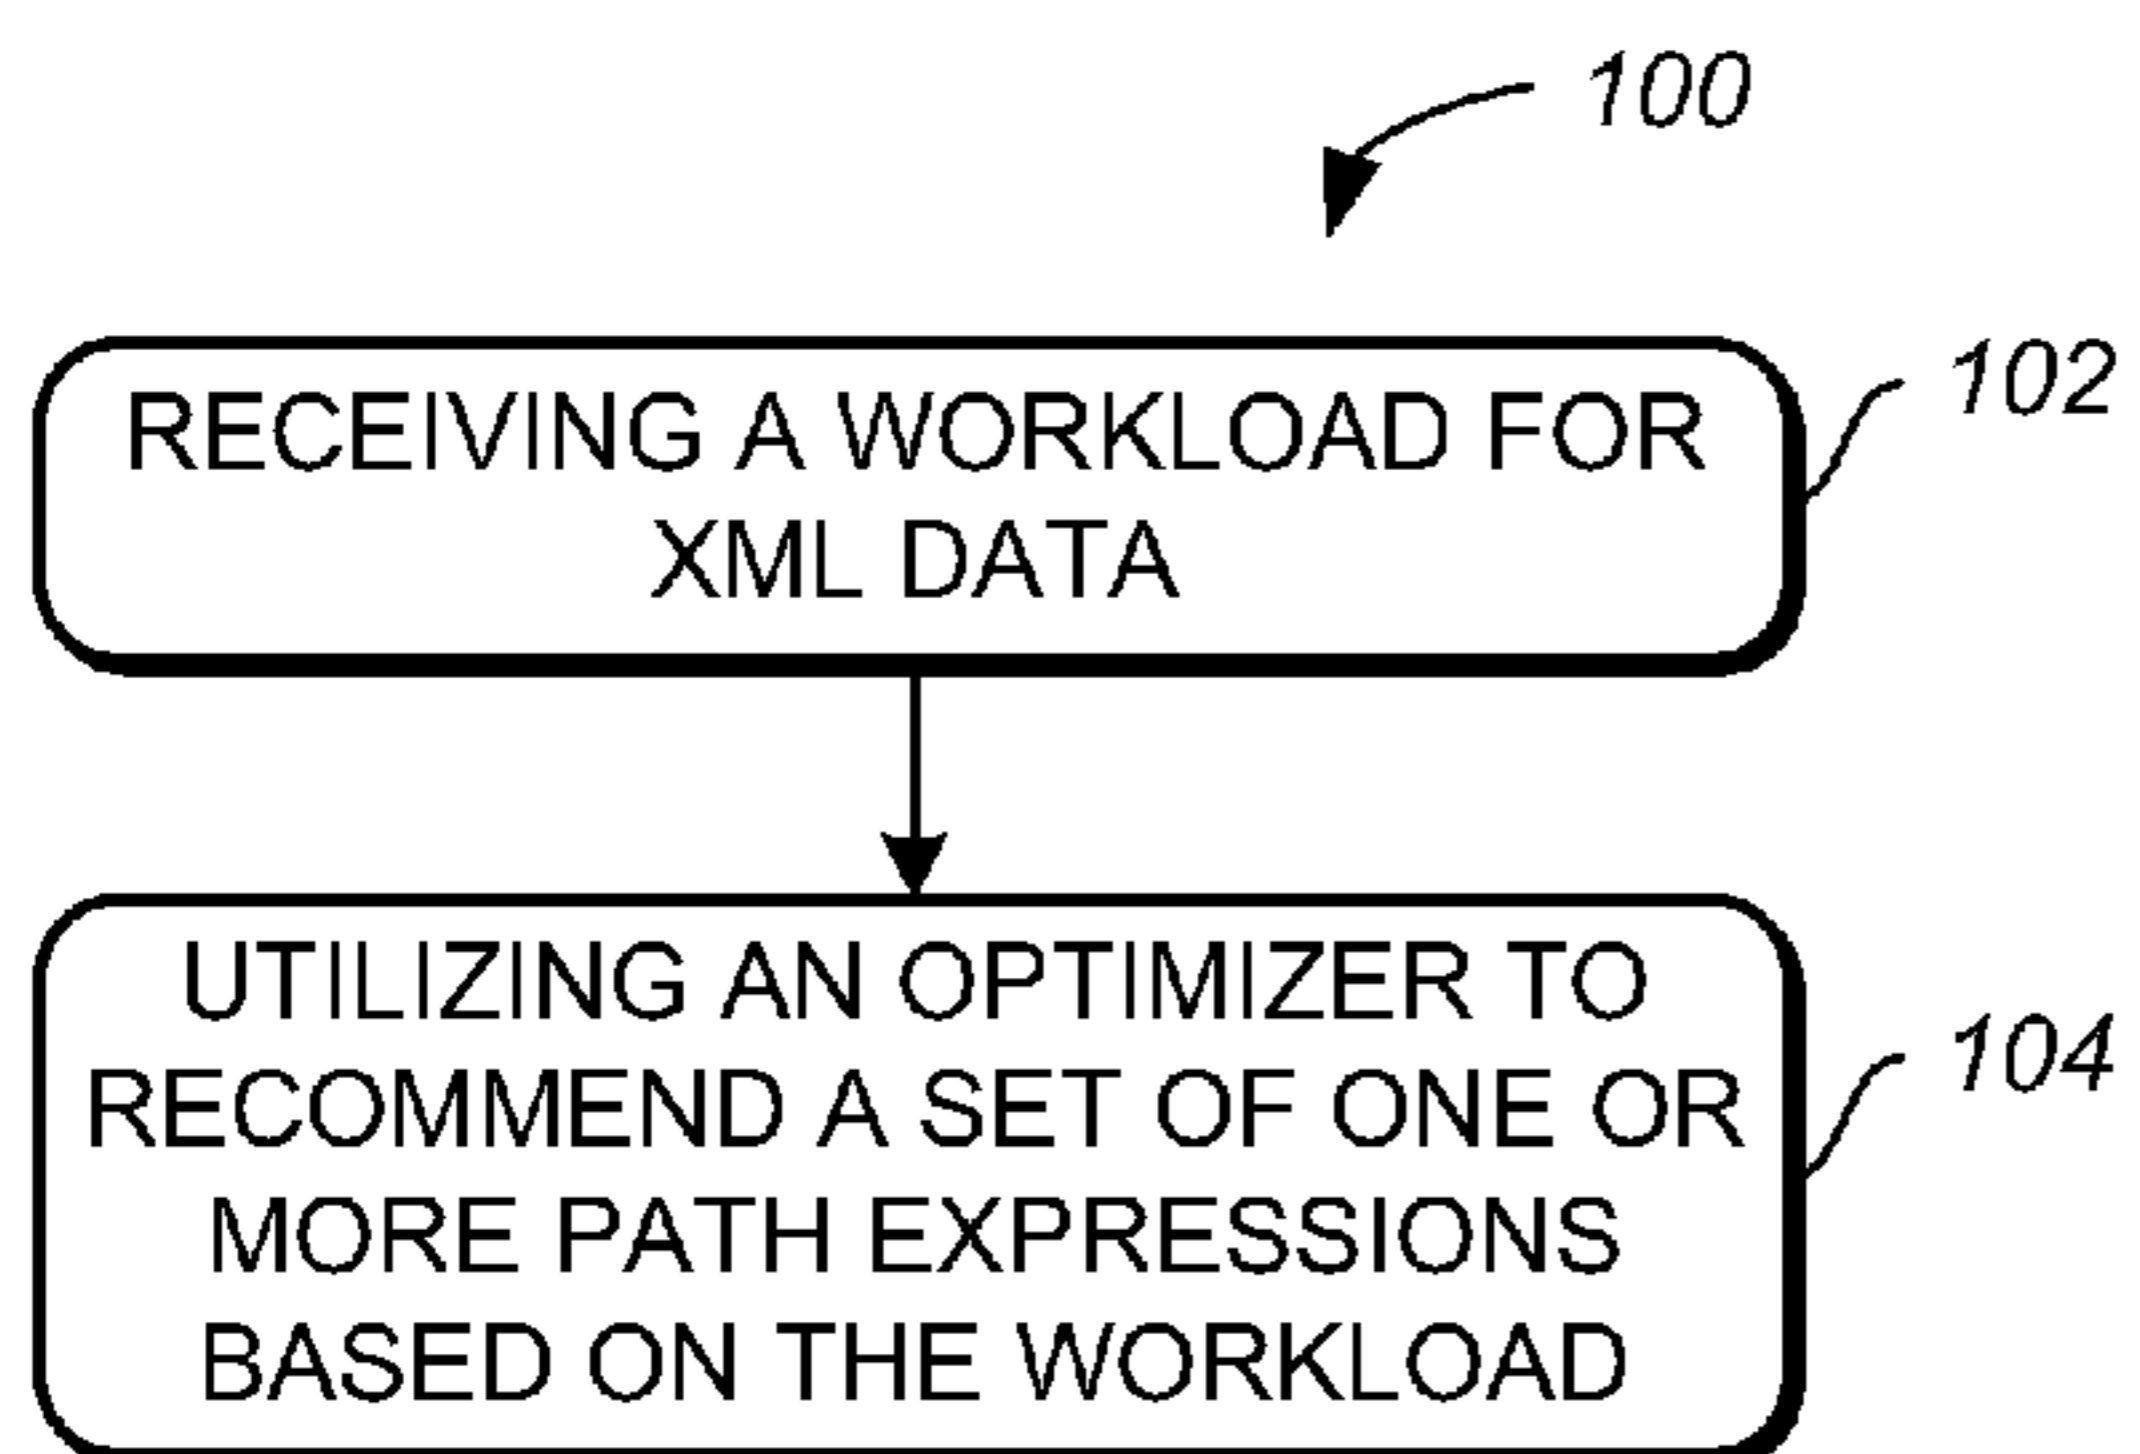 100
RECEIVING A WORKLOAD FOR
XML DATA
102
UTILIZING AN OPTIMIZER TO
RECOMMEND A SET OF ONE OR
MORE PATH EXPRESSIONS
BASED ON THE WORKLOAD
104